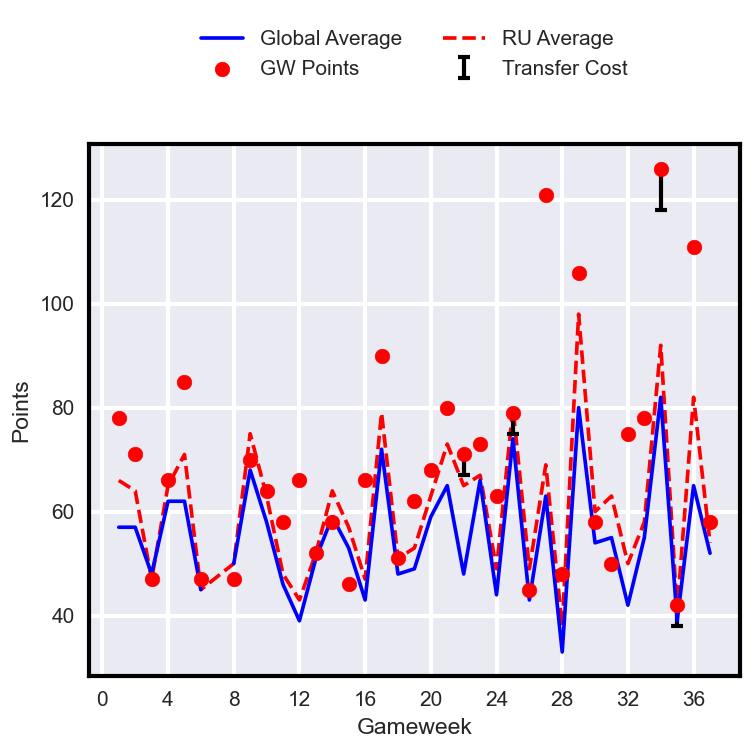 Global Average RU Average
GW Points Transfer Cost
120
100
80
60
40
Points
0 4 8 12 16 20 24 28 32 36
Gameweek